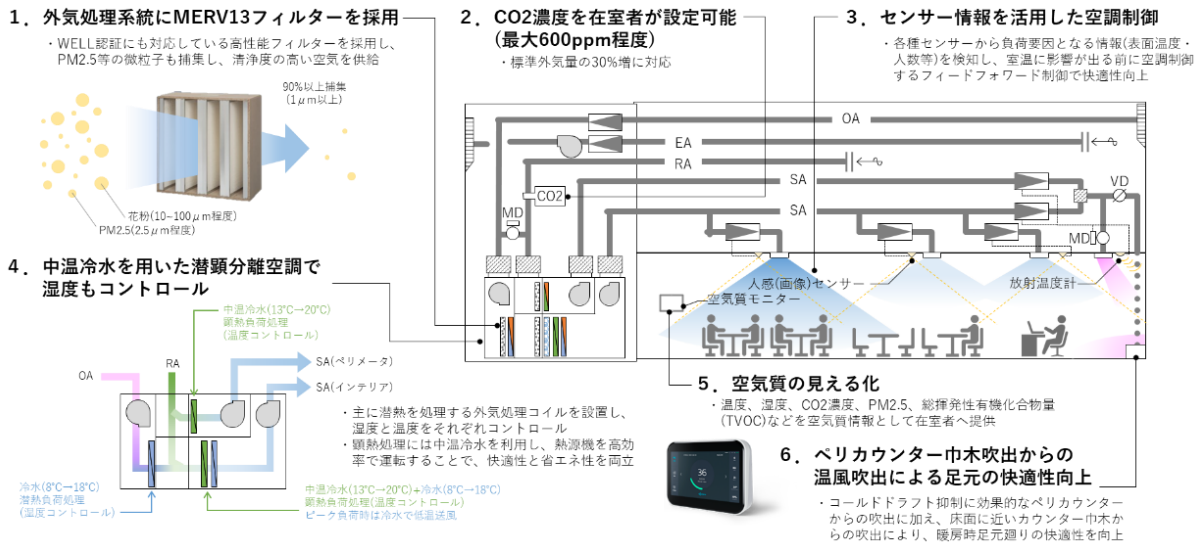 1．外気処理系統にMERV13フィルターを採用
・WELL認証にも対応している高性能フィルターを採用し、
PM2.5等の微粒子も捕集し、清浄度の高い空気を供給
90%以上捕集
(1μm以上)
花粉(10~100μm程度)
PM2.5(2.5μm程度)
2．CO2濃度を在室者が設定可能
(最大600ppm程度)
・標準外気量の30%増に対応
3．センサー情報を活用した空調制御
・各種センサーから負荷要因となる情報(表面温度・
人数等)を検知し、室温に影響が出る前に空調制御
するフィードフォワード制御で快適性向上
OA
EA
RA
SA
SA
VD
CO2
MD
MD
人感(画像)センサー
放射温度計
空気質モニター
4．中温冷水を用いた潜顕分離空調で
湿度もコントロール
中温冷水(13℃→20℃)
顕熱負荷処理
(温度コントロール)
OA
RA
SA(ペリメータ)
SA(インテリア)
冷水(8℃→18℃)
潜熱負荷処理
(湿度コントロール)
中温冷水(13℃→20℃)+冷水(8℃→18℃)
顕熱負荷処理(温度コントロール)
ピーク負荷時は冷水で低温送風
・主に潜熱を処理する外気処理コイルを設置し、
湿度と温度をそれぞれコントロール
・顕熱処理には中温冷水を利用し、熱源機を高効
率で運転することで、快適性と省エネ性を両立
5．空気質の見える化
・温度、湿度、CO2濃度、PM2.5、総揮発性有機化合物量
(TVOC)などを空気質情報として在室者へ提供
36
6．ペリカウンター巾木吹出からの
温風吹出による足元の快適性向上
・コールドドラフト抑制に効果的なペリカウンター
からの吹出に加え、床面に近いカウンター巾木か
らの吹出により、暖房時足元廻りの快適性を向上